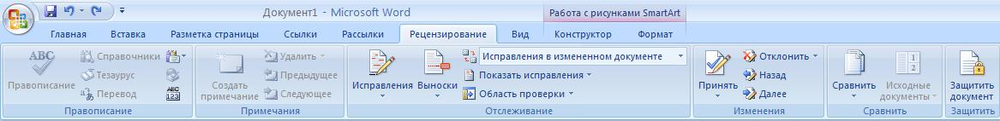 Документ1 - Microsoft Word
Работа с рисунками SmartArt
Главная Вставка Разметка страницы Ссылки Рассылки Рецензирование Вид Конструктор Формат
ABC
Правописание
Справочники
Тезаурус
Перевод
ABC
123
Правописание
Создать
примечание
Удалить
Предыдущее
Следующее
Примечания
Исправления
Выноски
Исправления в измененном документе
Показать исправления
Область проверки
Отслеживание
Принять
Отклонить
Назад
Далее
Изменения
Сравнить
Исходные
документы
1 2
Сравнить
Защитить
документ
Защитить